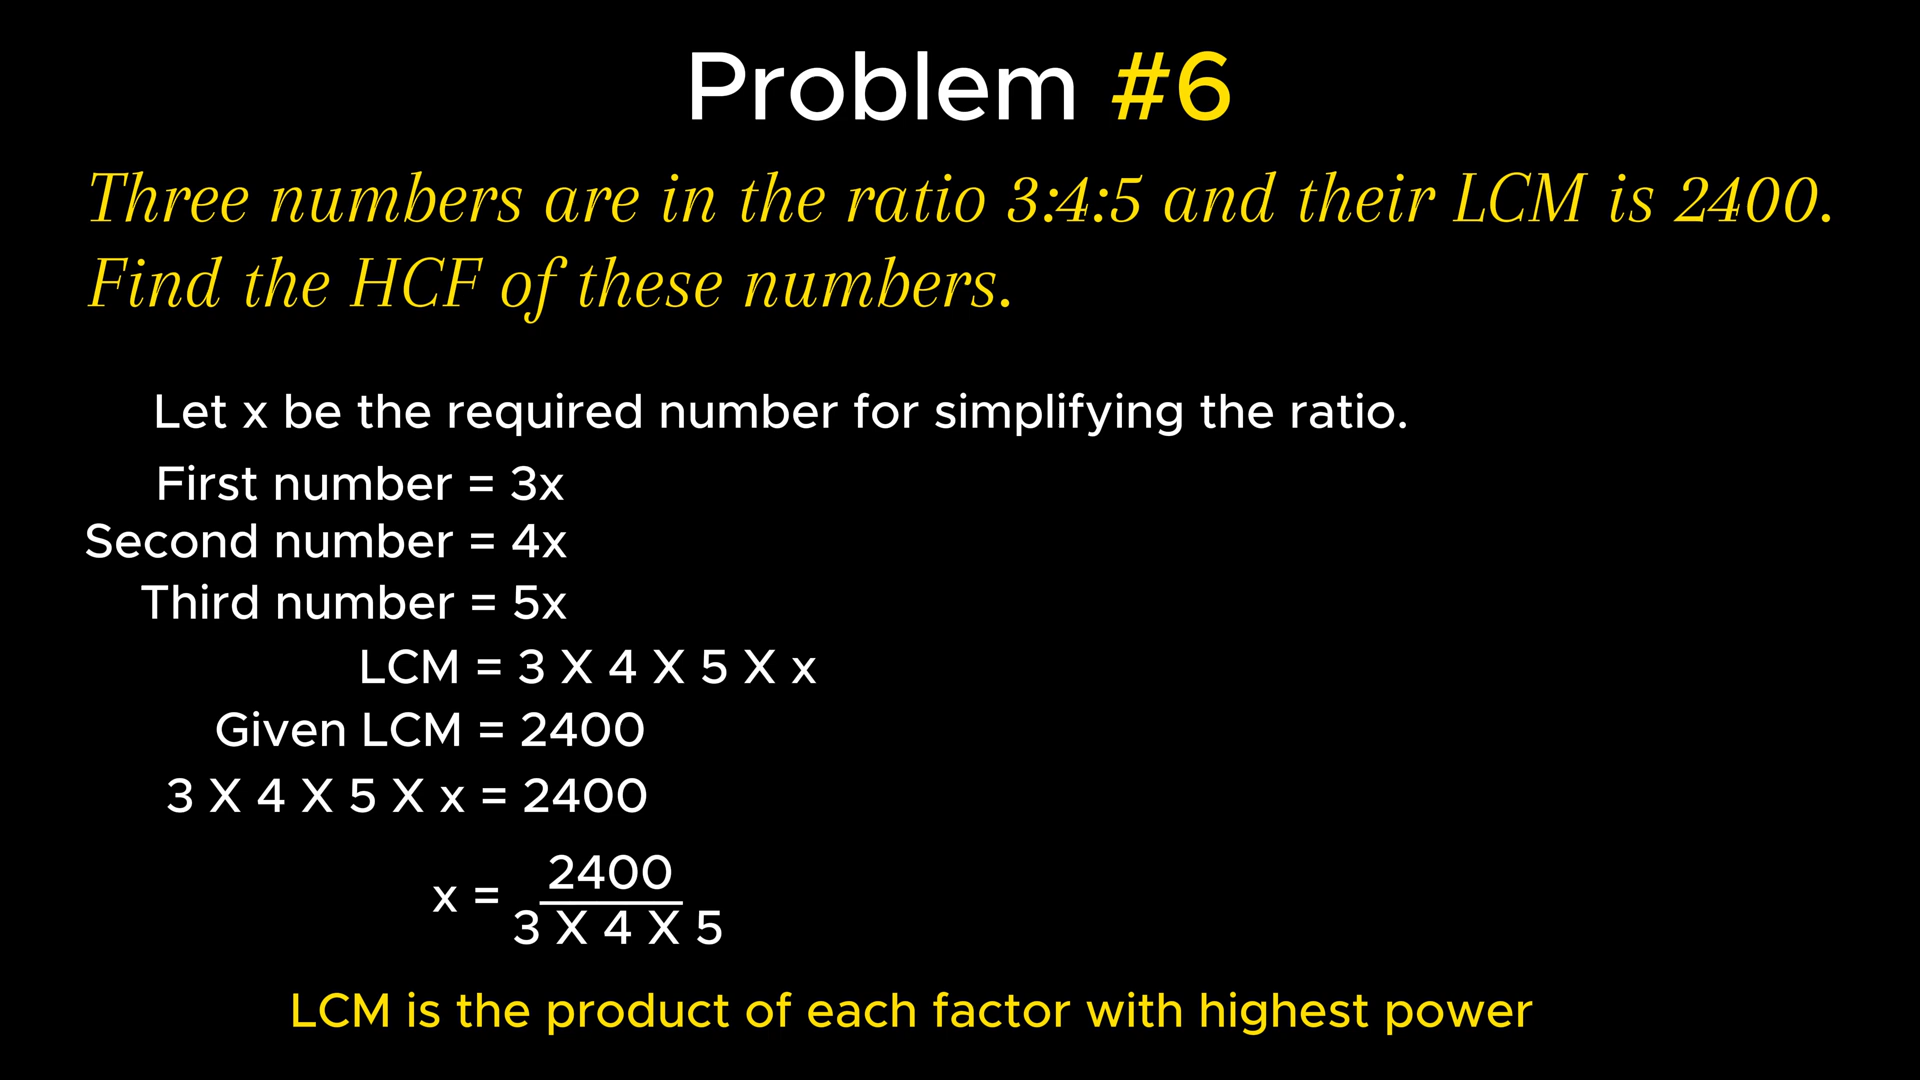 Problem #6
Three numbers are in the ratio 3:4:5 and their LCM is 2400.
Find the HCF of these numbers.
Let x be the required number for simplifying the ratio.
First number = 3x
Second number = 4x
Third number = 5x
LCM = 3 X 4 X 5 X x
Given LCM = 2400
3 X 4 X 5 X x = 2400
2400
x =
3 X 4 X 5
LCM is the product of each factor with highest power